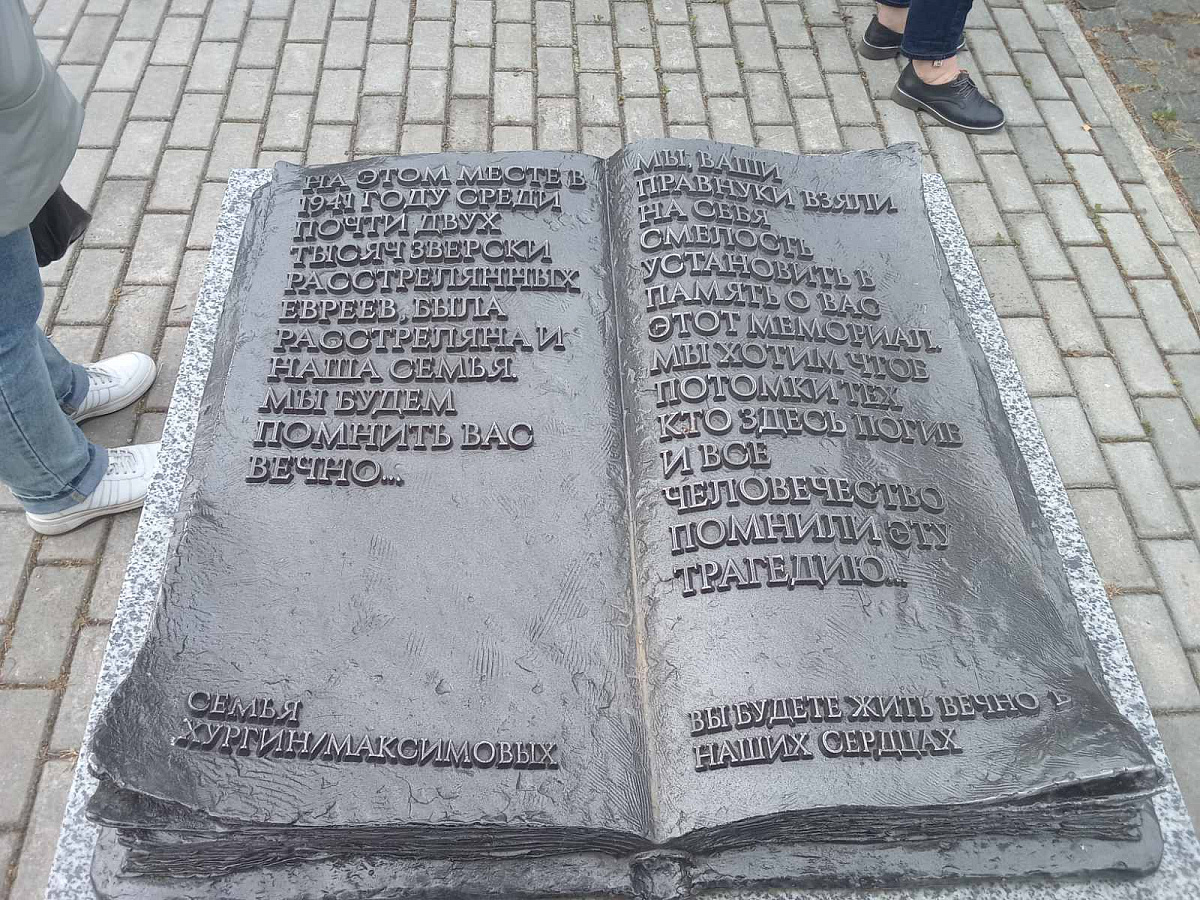 НА ЭТОМ МЕСТЕ В
1941 ГОДУ СРЕДИ
ПОЧТИ ДВУХ
ТЫСЯЧ ЗВЕРСКИ
РАССТРЕЛЯННЫХ
ЕВРЕЕВ, БЫЛА
РАССТРЕЛЯНА И
НАША СЕМЬЯ.
МЫ БУДЕМ
ПОМНИТЬ ВАС
ВЕЧНО...
СЕМЬЯ
ХУРГИН/МАКСИМОВЫХ
МЫ, ВАШИ
ПРАВНУКИ ВЗЯЛИ
НА СЕБЯ
СМЕЛОСТЬ
УСТАНОВИТЬ В
ПАМЯТЬ О ВАС
ЭТОТ МЕМОРИАЛ.
МЫ ХОТИМ ЧТОБ
ПОТОМКИ ТЕХ
КТО ЗДЕСЬ ПОГИБ
И ВСЕ
ЧЕЛОВЕЧЕСТВО
ПОМНИЛИ ЭТУ
ТРАГЕДИЮ...
ВЫ БУДЕТЕ ЖИТЬ ВЕЧНО В
НАШИХ СЕРДЦАХ